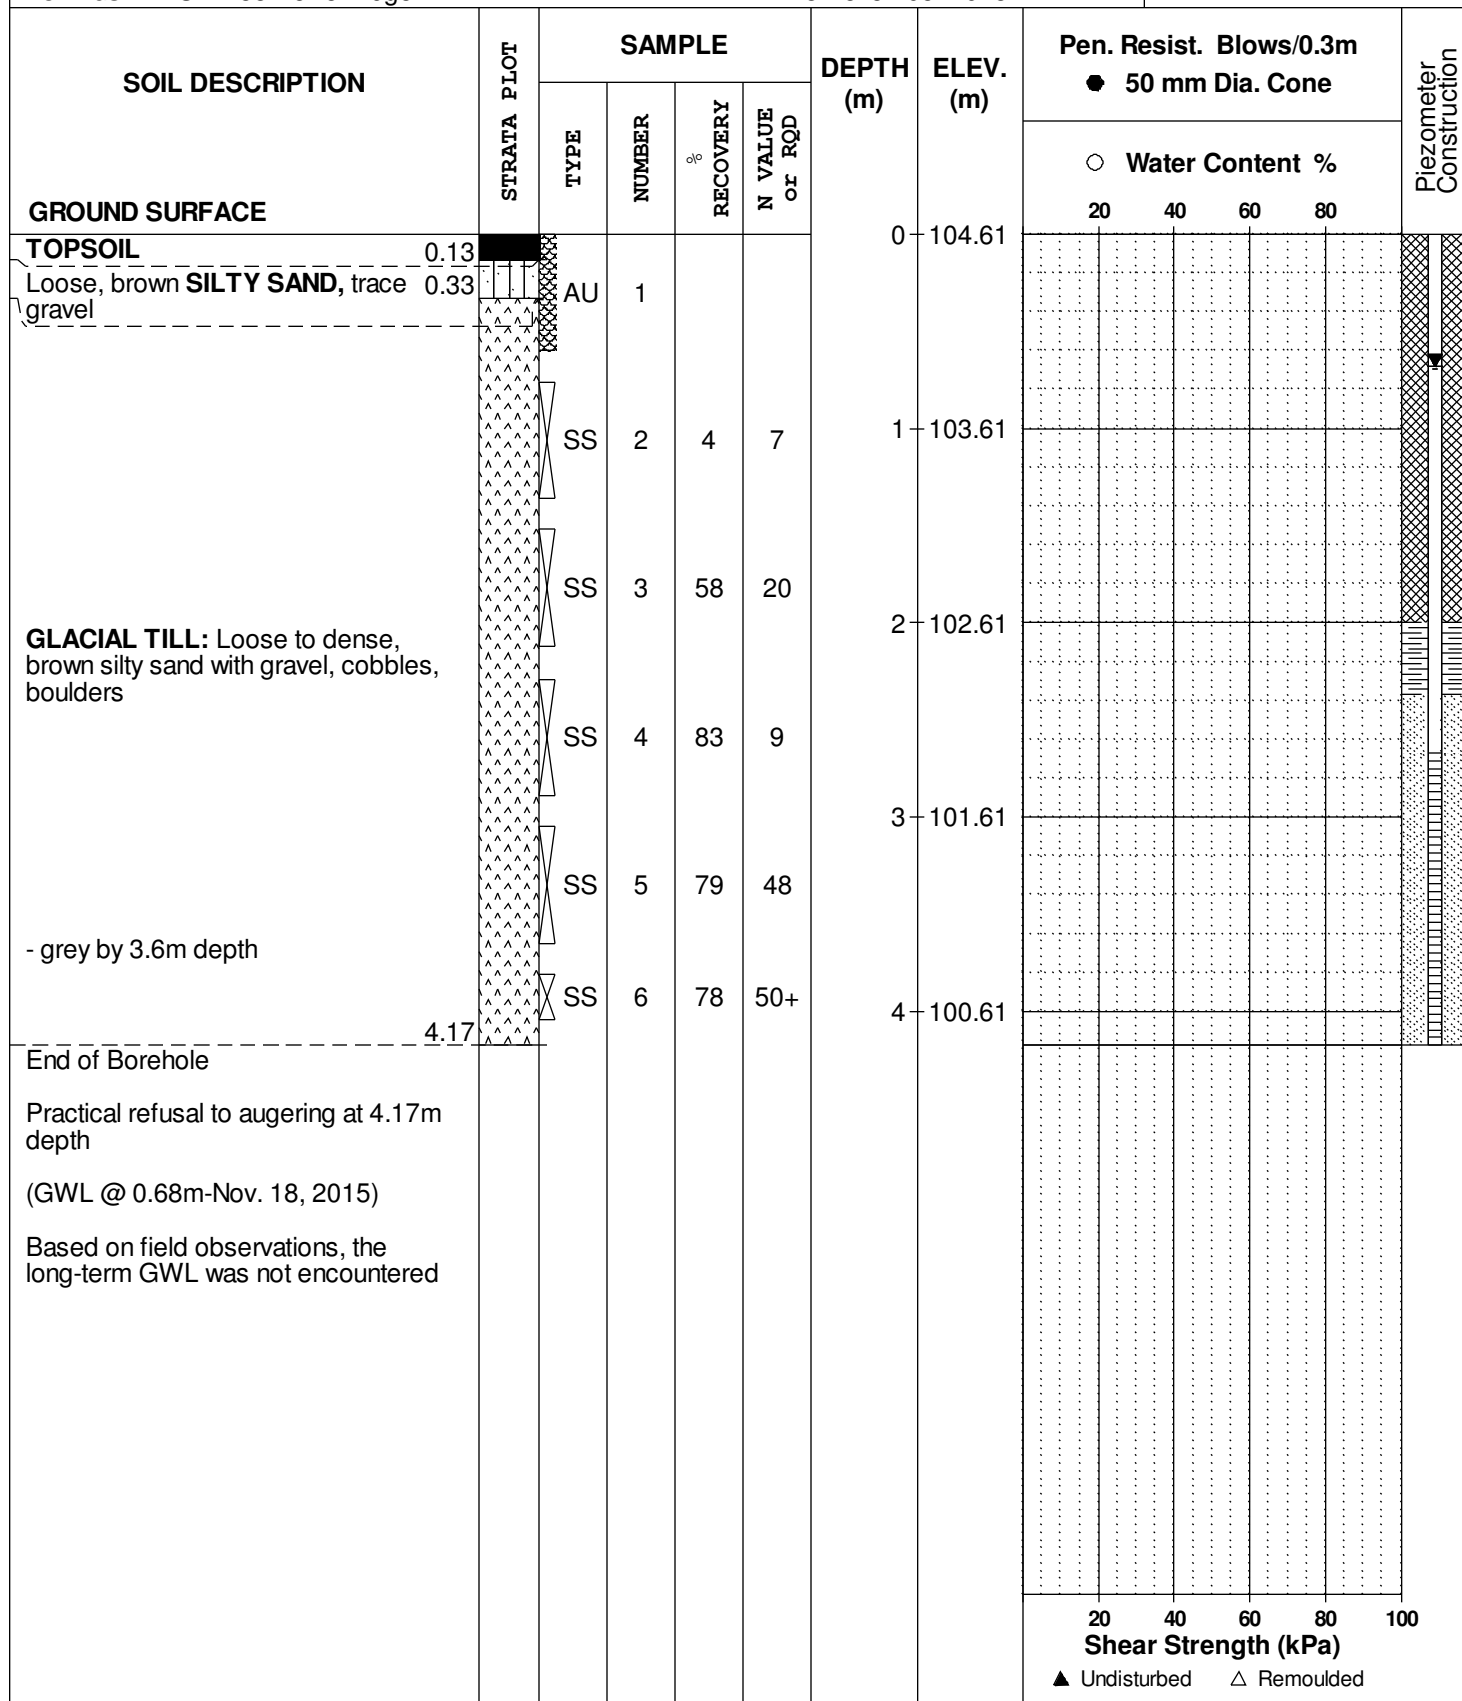 SOIL DESCRIPTION
GROUND SURFACE
STRATA PLOT
SAMPLE
TYPE
NUMBER
% RECOVERY
N VALUE or RQD
DEPTH (m)
ELEV. (m)
Pen. Resist. Blows/0.3m
● 50 mm Dia. Cone
○ Water Content %
20 40 60 80
Piezometer Construction
TOPSOIL 0.13
Loose, brown SILTY SAND, trace 0.33
gravel
AU 1
0 104.61
SS 2 4 7
1 103.61
SS 3 58 20
2 102.61
GLACIAL TILL: Loose to dense,
brown silty sand with gravel, cobbles,
boulders
SS 4 83 9
3 101.61
SS 5 79 48
- grey by 3.6m depth
SS 6 78 50+
4 100.61
4.17
End of Borehole
Practical refusal to augering at 4.17m
depth
(GWL @ 0.68m-Nov. 18, 2015)
Based on field observations, the
long-term GWL was not encountered
20 40 60 80 100
Shear Strength (kPa)
▲ Undisturbed △ Remoulded